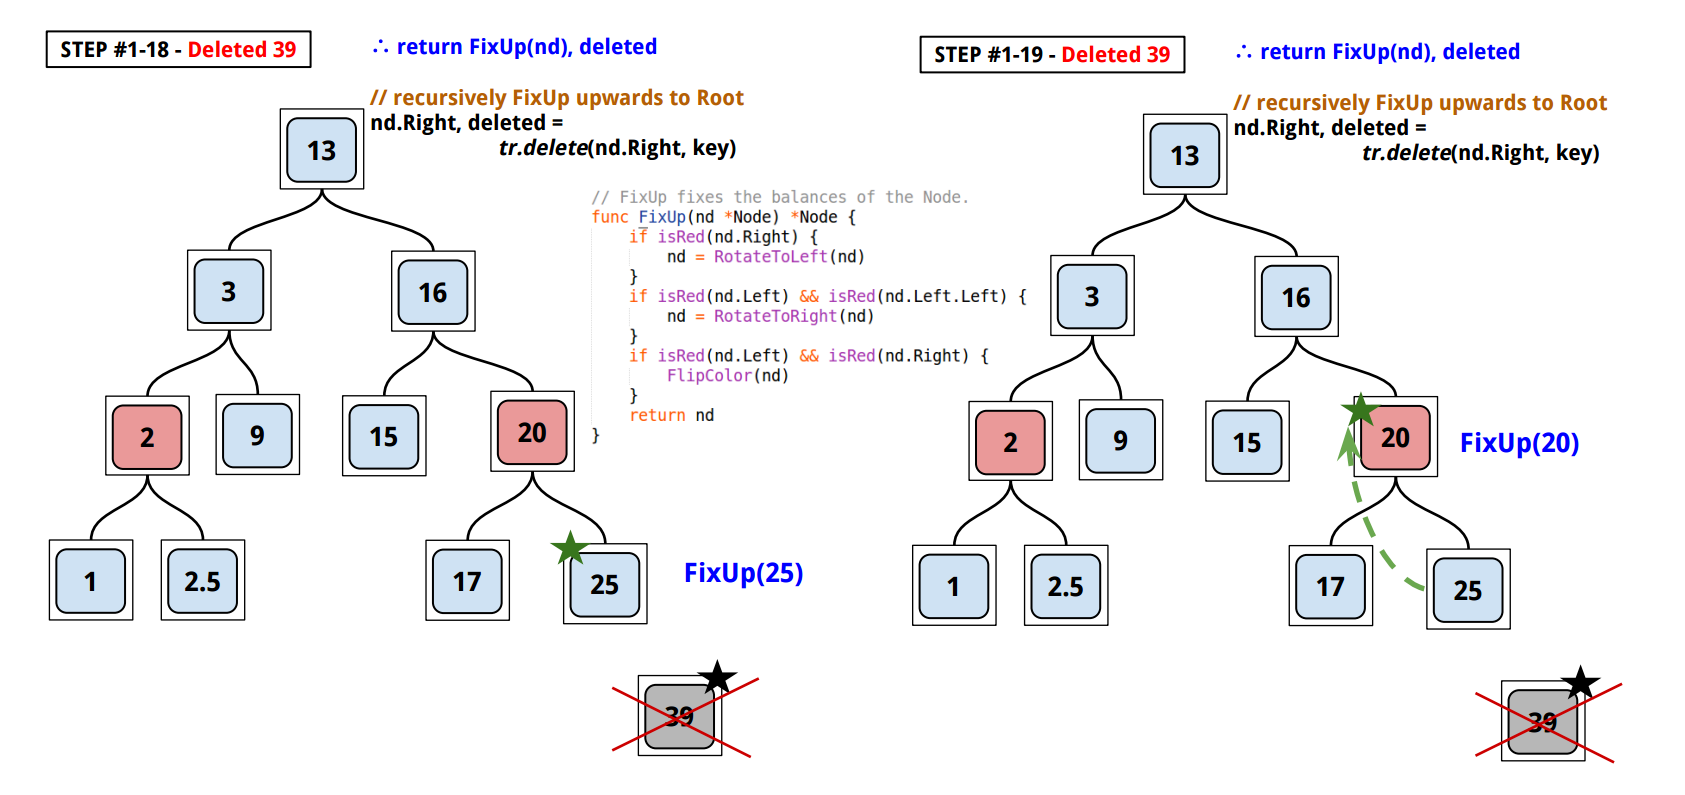 STEP #1-18 - Deleted 39
∴ return FixUp(nd), deleted
// recursively FixUp upwards to Root
nd.Right, deleted =
tr.delete(nd.Right, key)
13
3
16
2
9
15
20
1
2.5
17
25
FixUp(25)
39
// FixUp fixes the balances of the Node.
func FixUp(nd *Node) *Node {
if isRed(nd.Right) {
nd = RotateToLeft(nd)
}
if isRed(nd.Left) && isRed(nd.Left.Left) {
nd = RotateToRight(nd)
}
if isRed(nd.Left) && isRed(nd.Right) {
FlipColor(nd)
}
return nd
}
STEP #1-19 - Deleted 39
∴ return FixUp(nd), deleted
// recursively FixUp upwards to Root
nd.Right, deleted =
tr.delete(nd.Right, key)
13
3
16
2
9
15
20
FixUp(20)
1
2.5
17
25
39